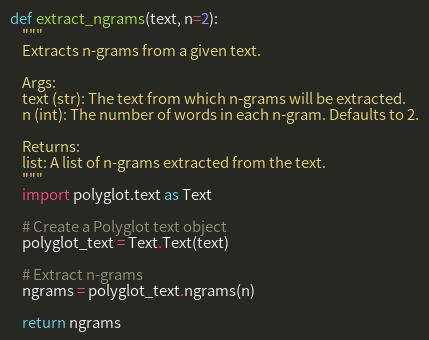 def extract_ngrams(text, n=2):
"""
Extracts n-grams from a given text.
Args:
text (str): The text from which n-grams will be extracted.
n (int): The number of words in each n-gram. Defaults to 2.
Returns:
list: A list of n-grams extracted from the text.
"""
import polyglot.text as Text
# Create a Polyglot text object
polyglot_text = Text.Text(text)
# Extract n-grams
ngrams = polyglot_text.ngrams(n)
return ngrams